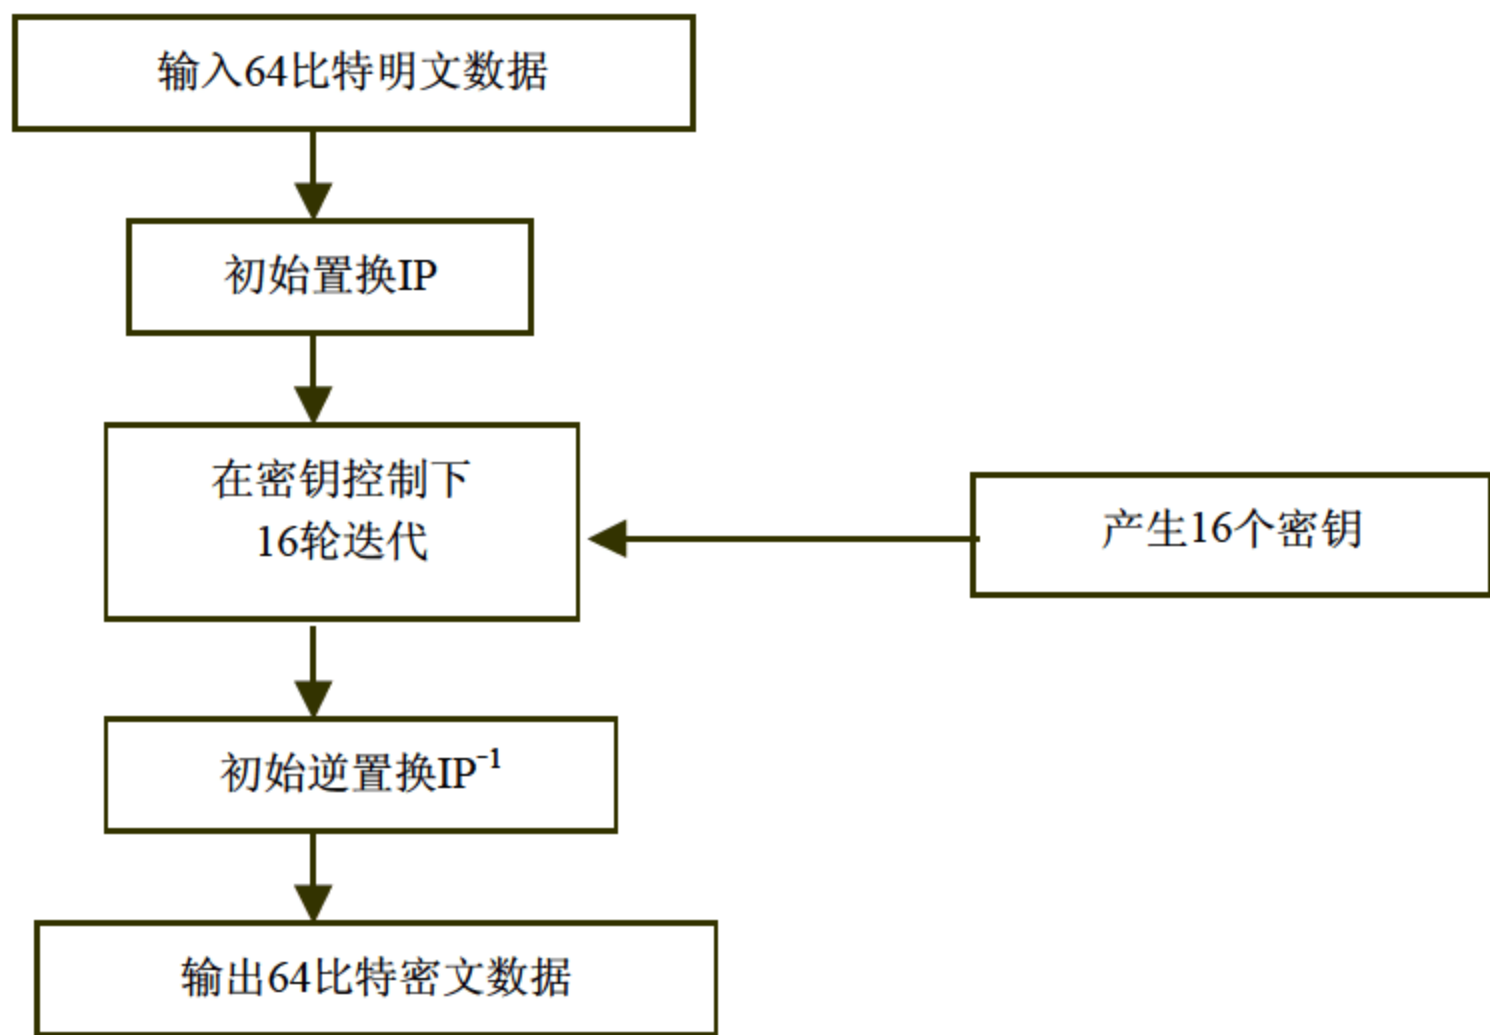 输入64比特明文数据
初始置换IP
在密钥控制下
16轮迭代
产生16个密钥
初始逆置换IP⁻¹
输出64比特密文数据